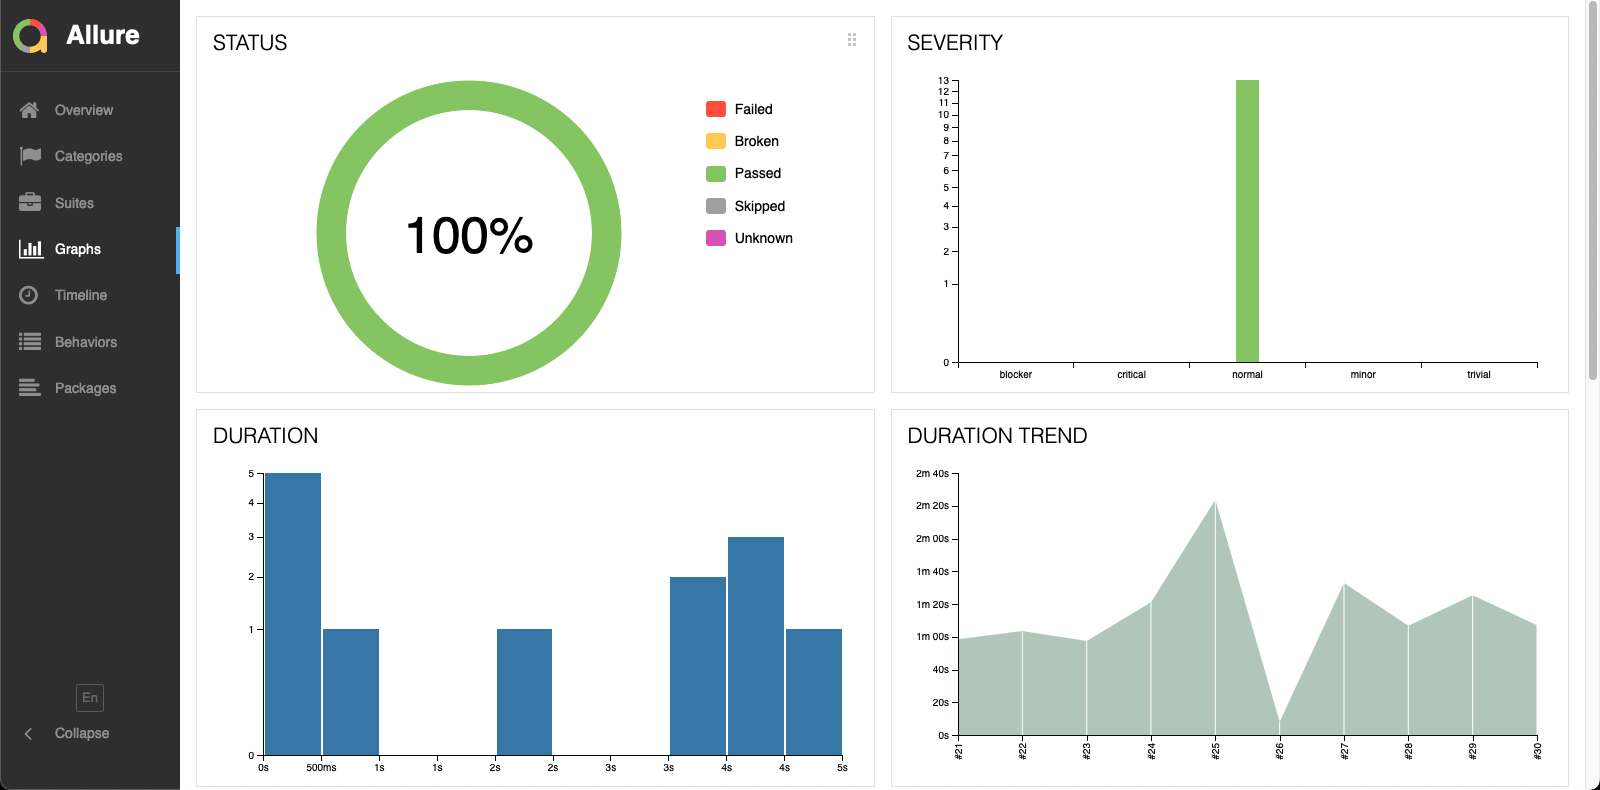 Allure
Overview
Categories
Suites
Graphs
Timeline
Behaviors
Packages
En
Collapse
STATUS
100%
Failed
Broken
Passed
Skipped
Unknown
SEVERITY
13
12
11
10
9
8
7
6
5
4
3
2
1
0
blocker critical normal minor trivial
DURATION
5
4
3
2
1
0
0s 500ms 1s 1s 2s 2s 3s 3s 4s 4s 5s
DURATION TREND
2m 40s
2m 20s
2m 00s
1m 40s
1m 20s
1m 00s
40s
20s
0s
#21 #22 #23 #24 #25 #26 #27 #28 #29 #30